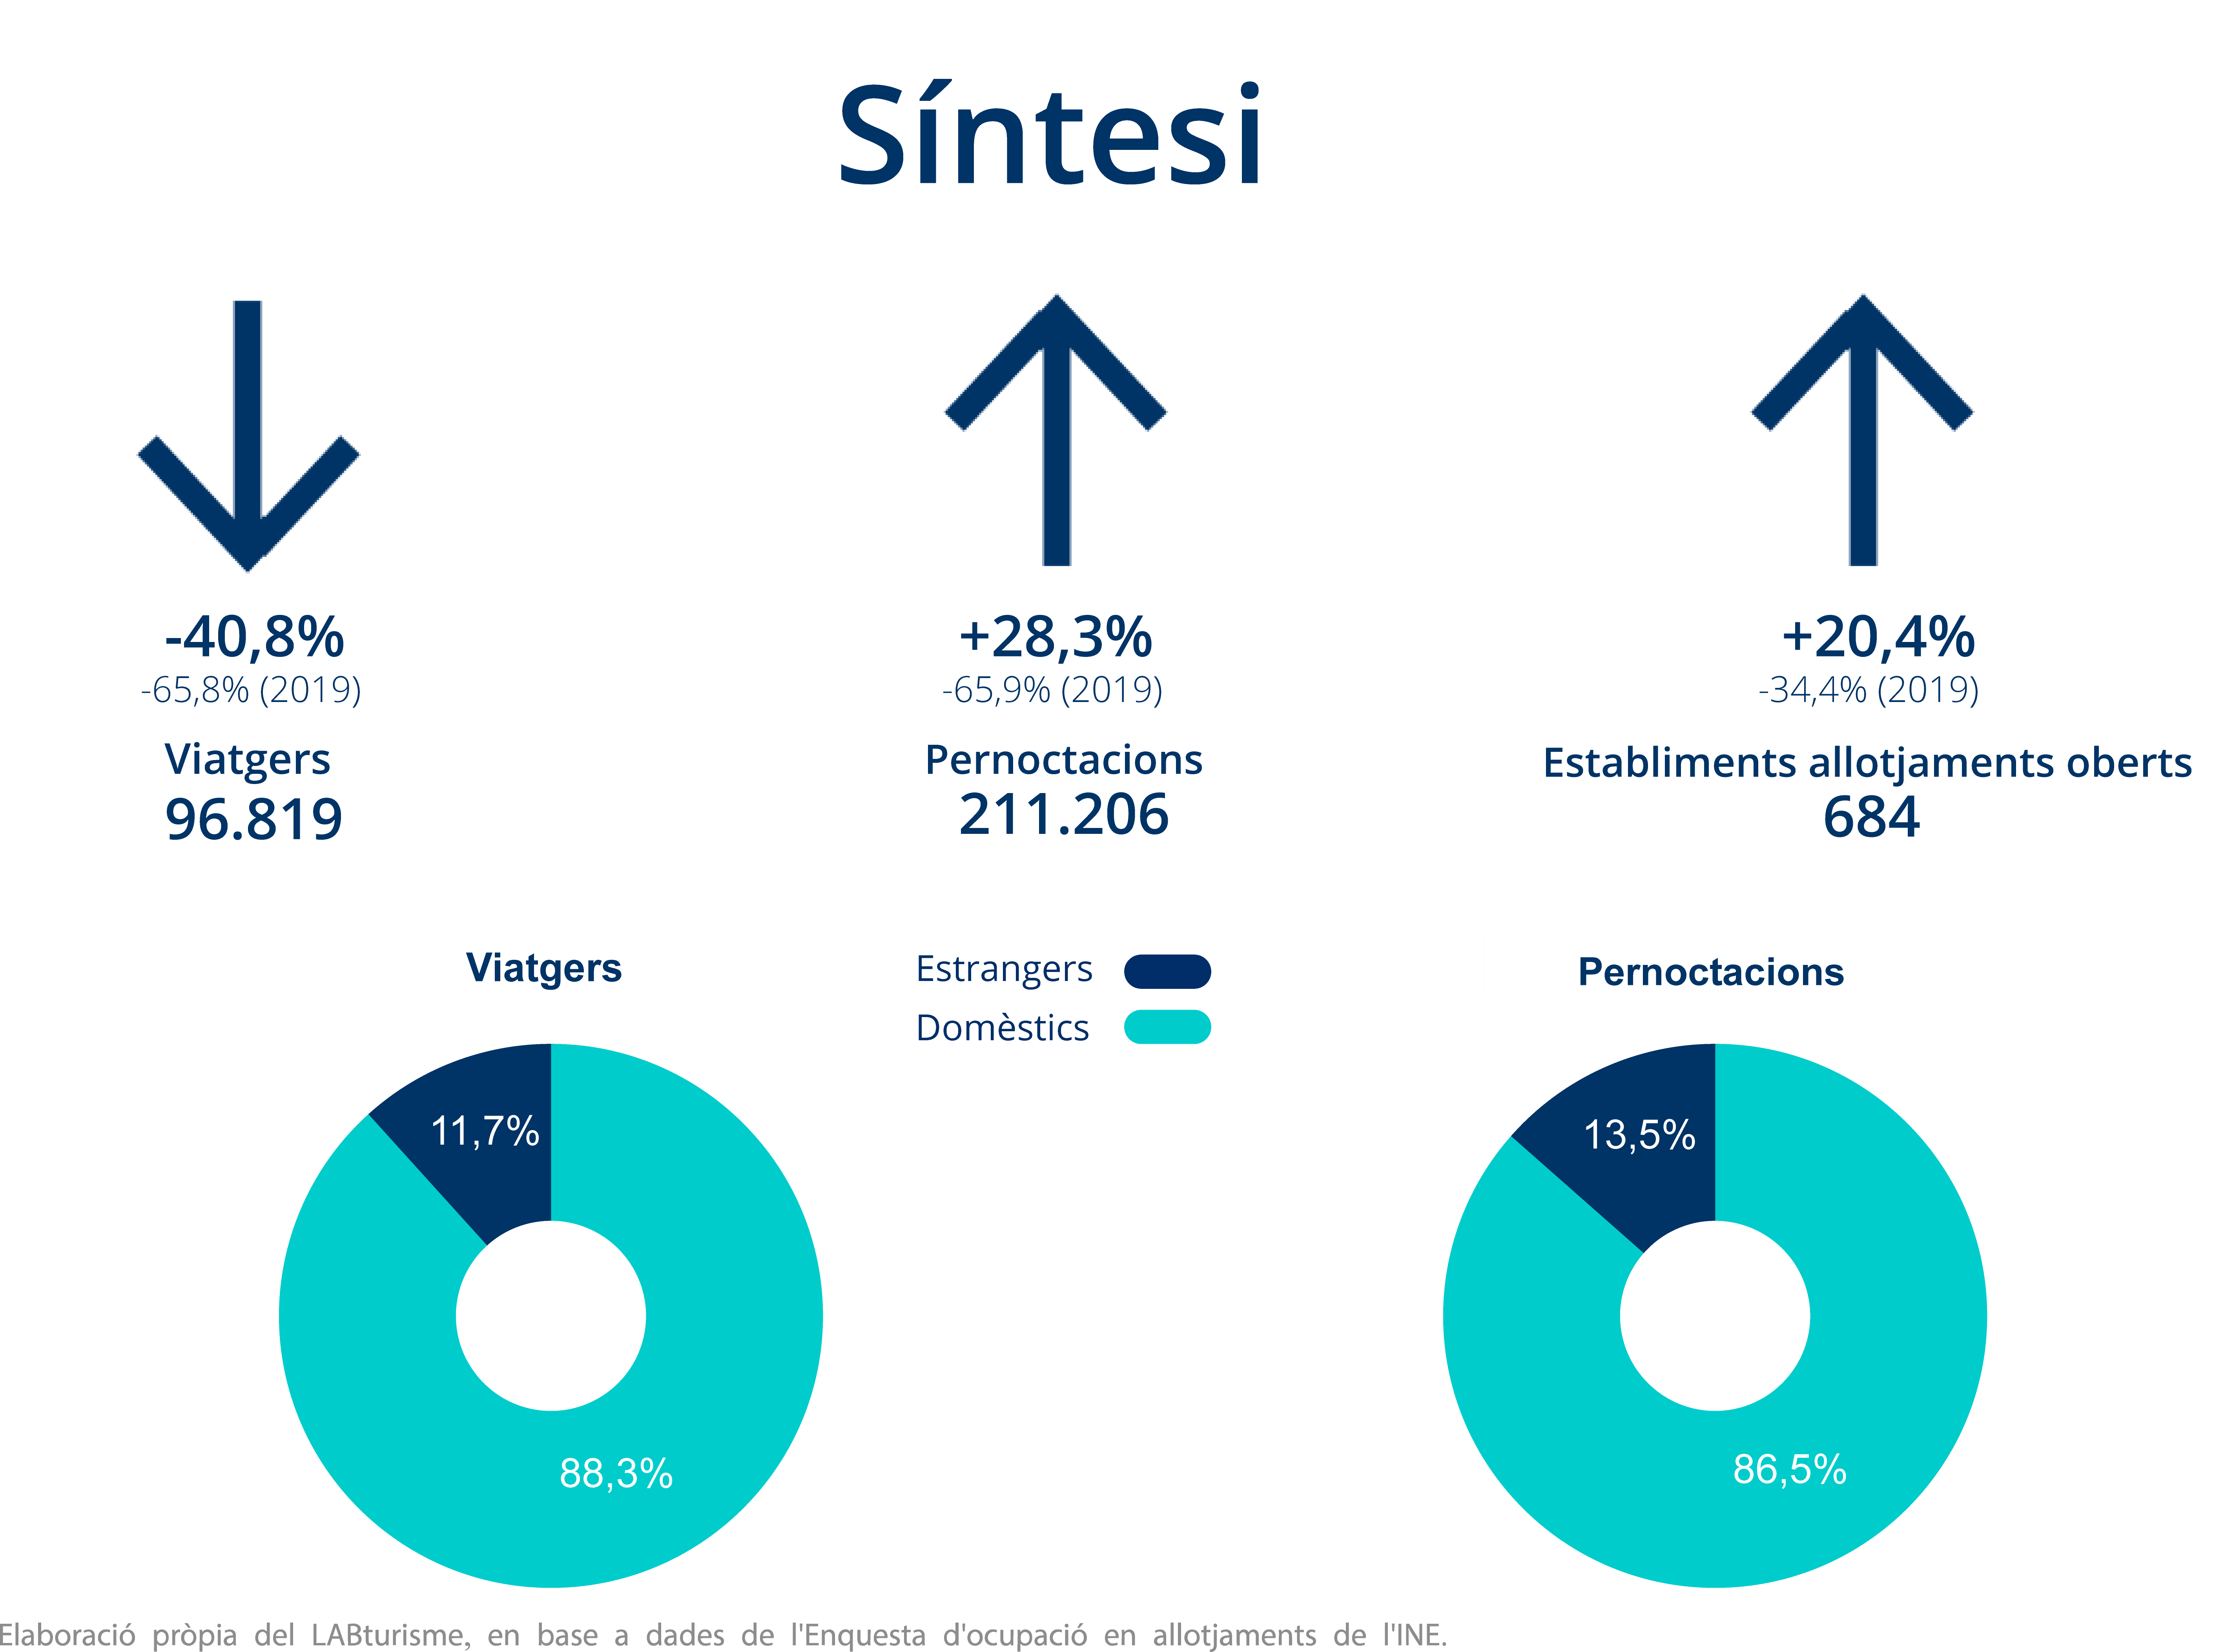 Síntesi
-40,8%
-65,8% (2019)
Viatgers
96.819
+28,3%
-65,9% (2019)
Pernoctacions
211.206
+20,4%
-34,4% (2019)
Establiments allotjaments oberts
684
Viatgers
11,7%
88,3%
Estrangers
Domèstics
Pernoctacions
13,5%
86,5%
Elaboració pròpia del LABturisme, en base a dades de l'Enquesta d'ocupació en allotjaments de l'INE.